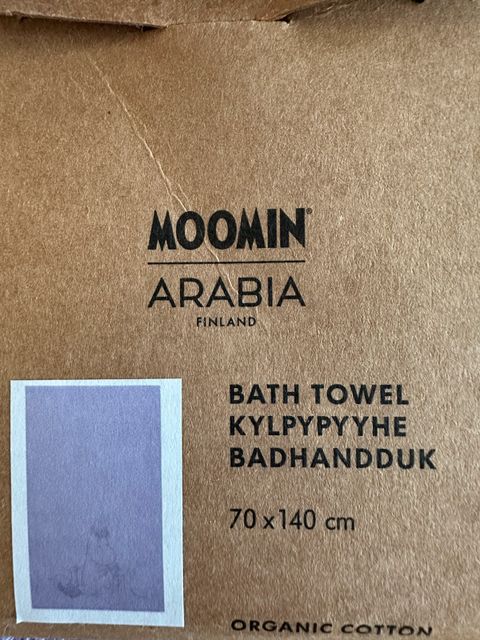 MOOMIN®
ARABIA
FINLAND
BATH TOWEL
KYLPYPYYHE
BADHANDDUK
70 x 140 cm
ORGANIC COTTON